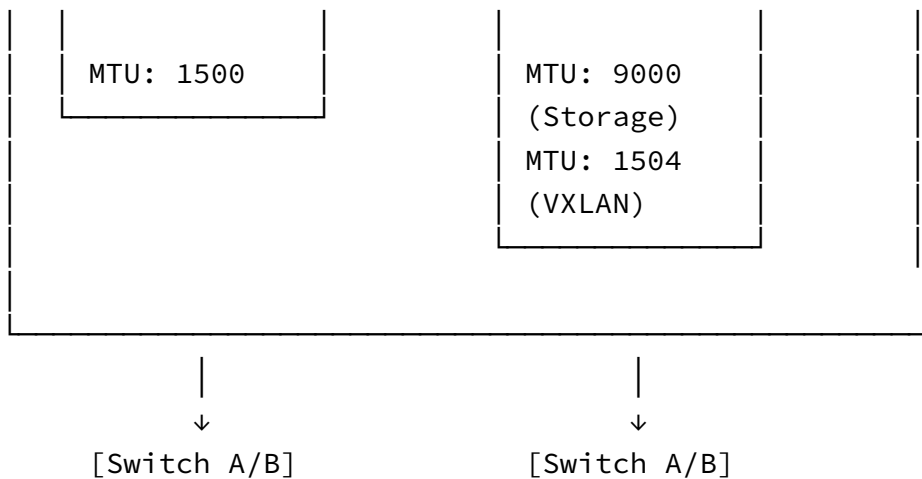 MTU: 1500 MTU: 9000
(Storage)
MTU: 1504
(VXLAN)
[Switch A/B] [Switch A/B]